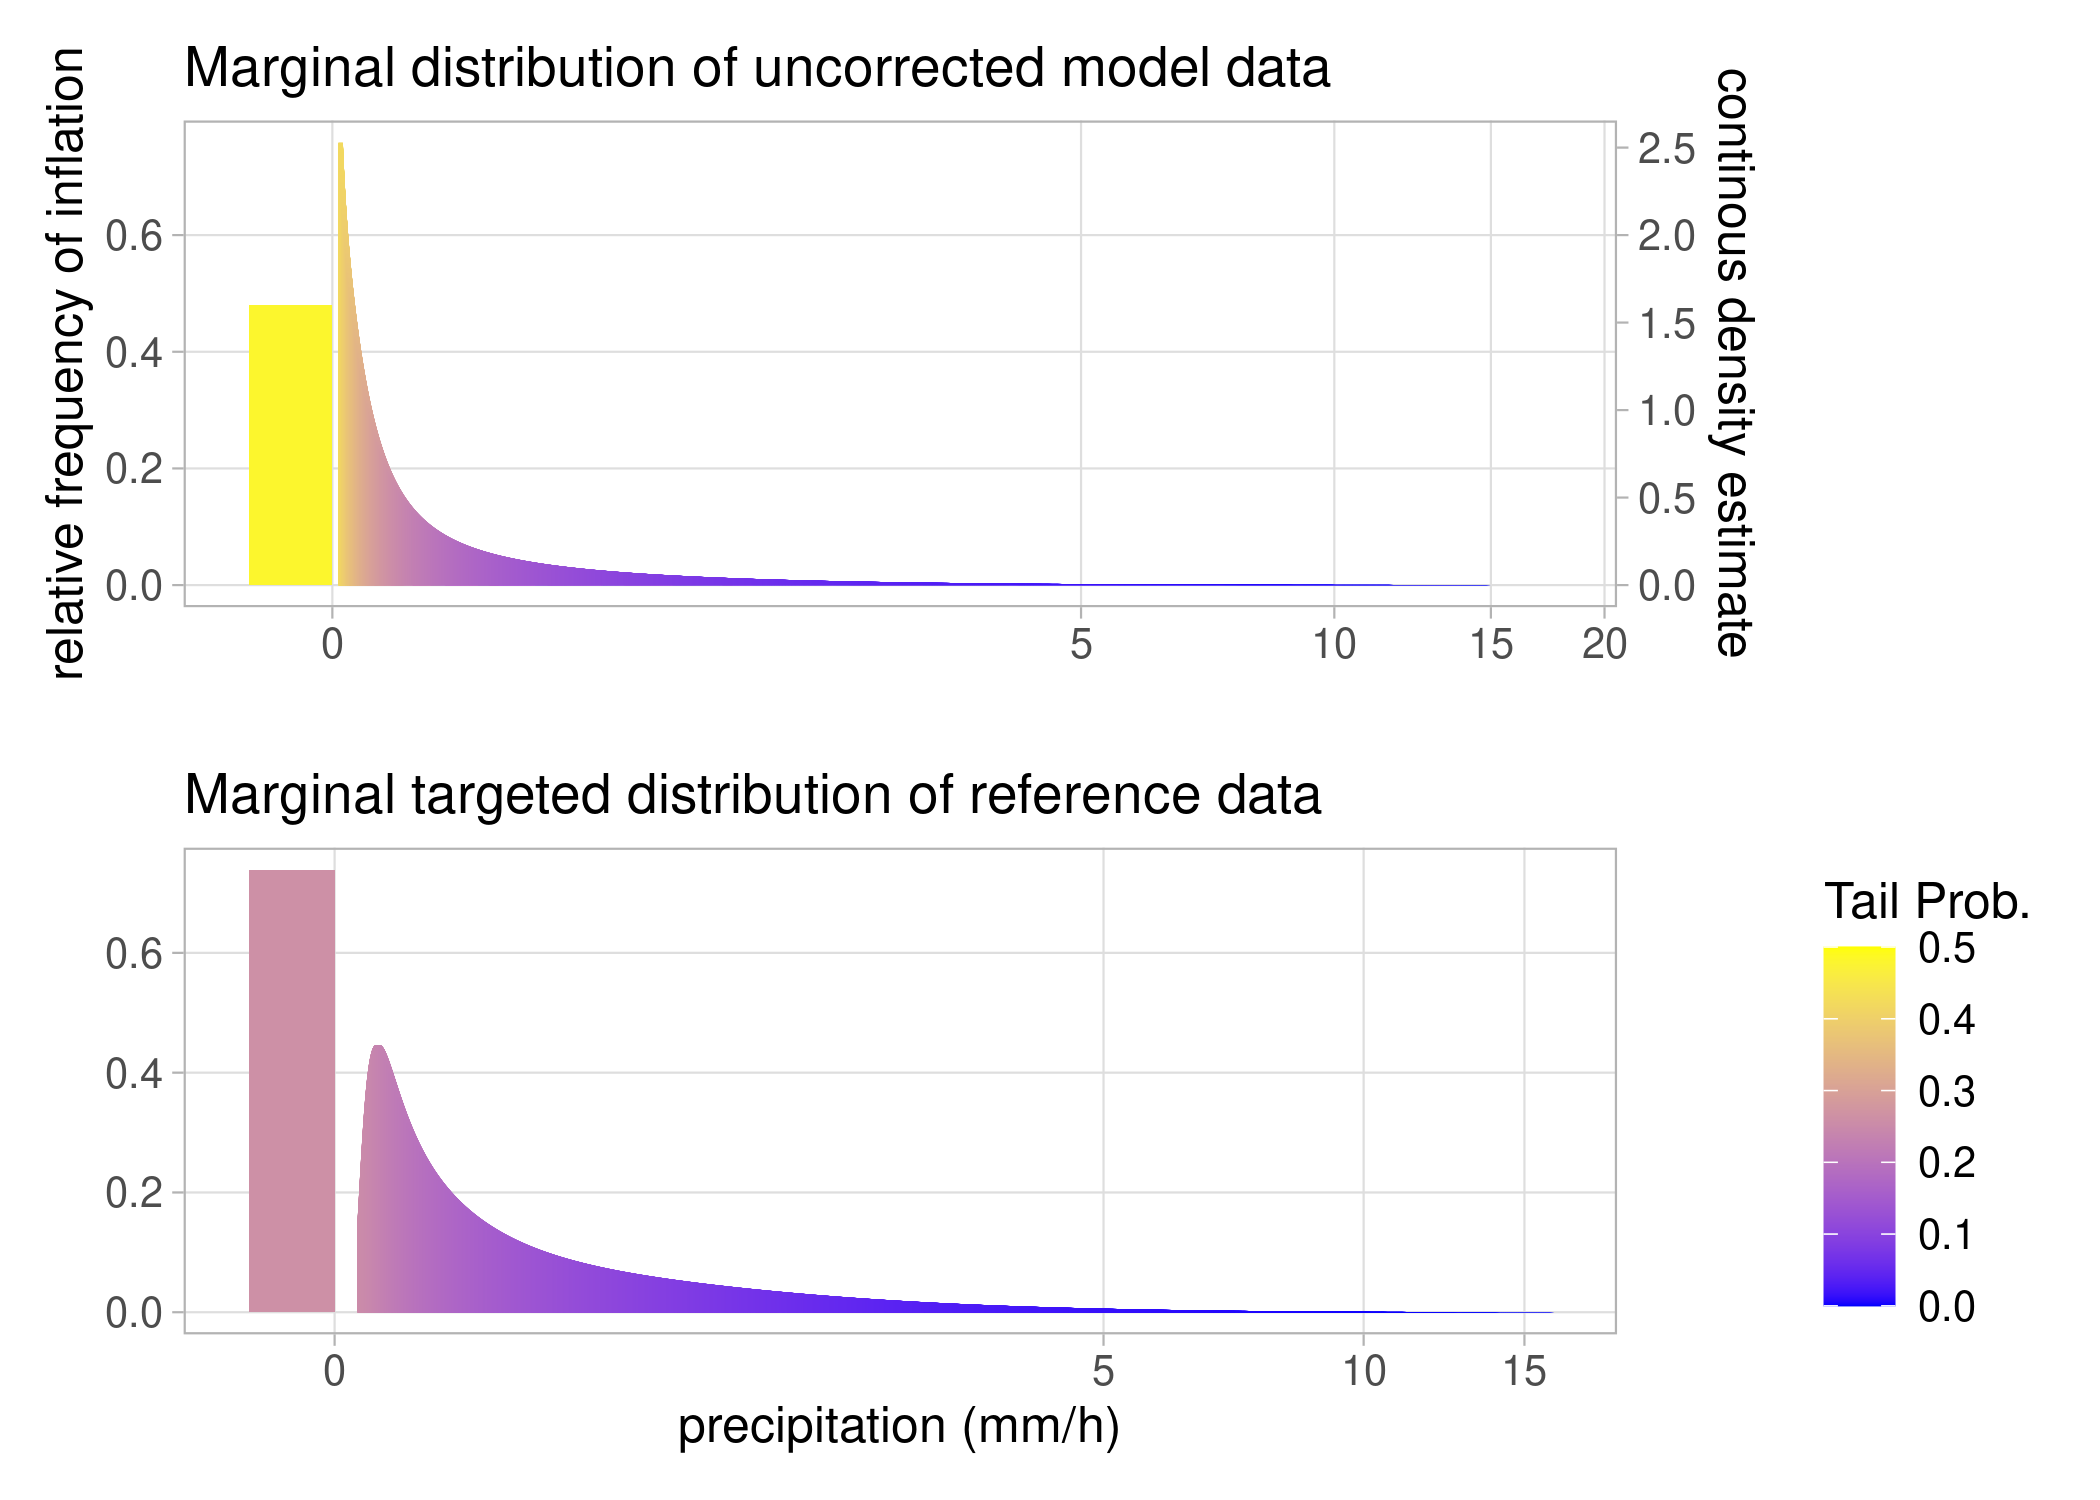 Marginal distribution of uncorrected model data
relative frequency of inflation
0.6
0.4
0.2
0.0
2.5
2.0
1.5
1.0
0.5
0.0
continous density estimate
0 5 10 15 20
Marginal targeted distribution of reference data
0.6
0.4
0.2
0.0
0 5 10 15
precipitation (mm/h)
Tail Prob.
0.5
0.4
0.3
0.2
0.1
0.0